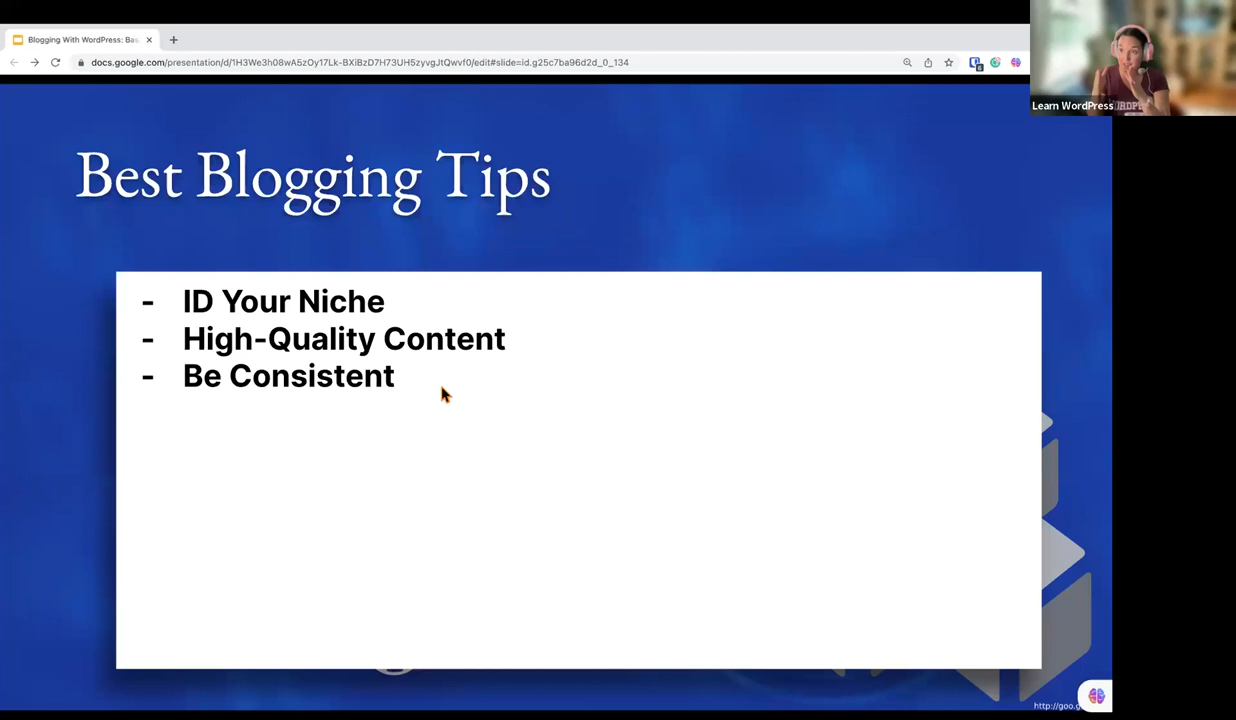 Blogging With WordPress: Bas
docs.google.com/presentation/d/1H3We3h08wA5zOy17Lk-BXiBzD7H73UH5zyvgJtQwvf0/edit#slide=id.g25c7ba96d2d_0_134
Learn WordPress
Best Blogging Tips
- ID Your Niche
- High-Quality Content
- Be Consistent
http://goo.g